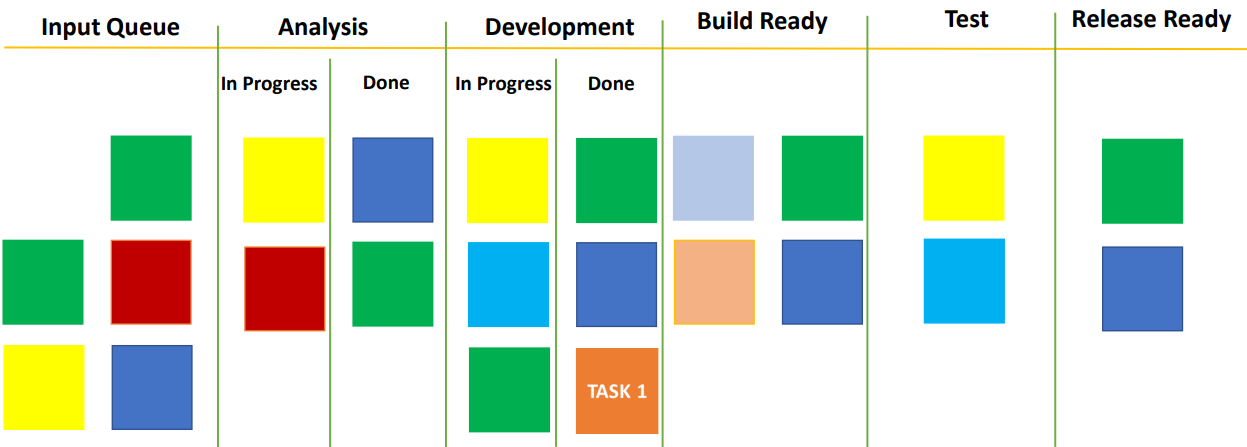 Input Queue
Analysis
Development
Build Ready
Test
Release Ready
In Progress
Done
In Progress
Done
TASK 1